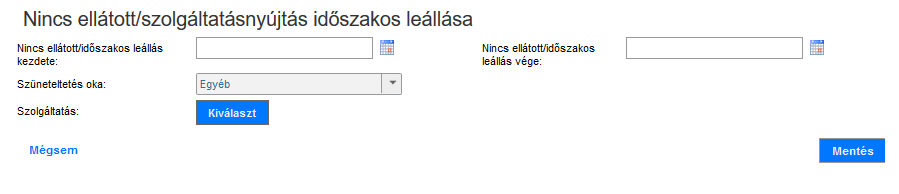 Nincs ellátott/szolgáltatásnyújtás időszakos leállása
Nincs ellátott/időszakos leállás
kezdete:
Nincs ellátott/időszakos
leállás vége:
Szüneteltetés oka:
Egyéb
Szolgáltatás:
Kiválaszt
Mégsem
Mentés